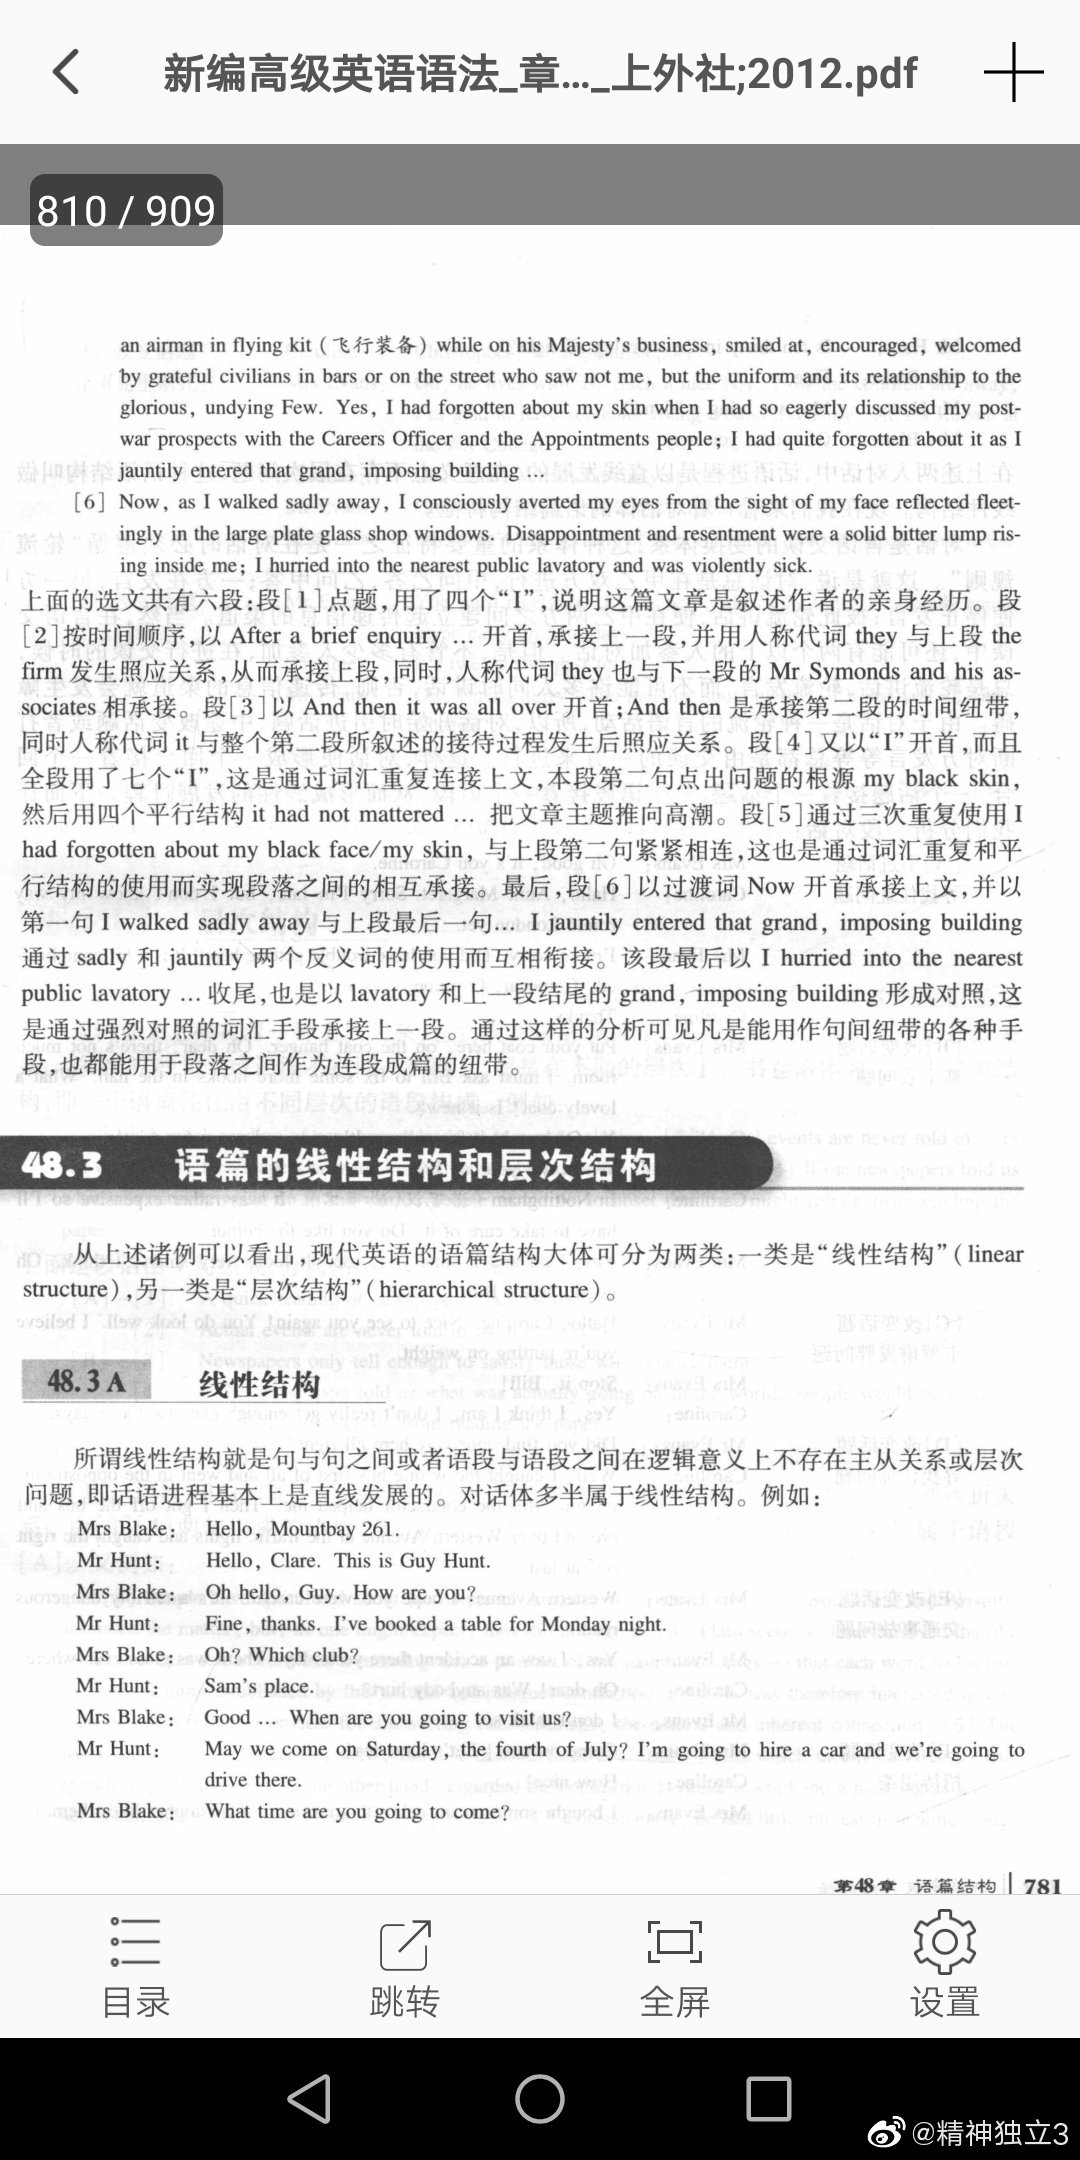 新编高级英语语法_章..._上外社;2012.pdf
810 / 909
an airman in flying kit (飞行装备) while on his Majesty's business, smiled at, encouraged, welcomed
by grateful civilians in bars or on the street who saw not me, but the uniform and its relationship to the
glorious, undying Few. Yes, I had forgotten about my skin when I had so eagerly discussed my post-
war prospects with the Careers Officer and the Appointments people; I had quite forgotten about it as I
jauntily entered that grand, imposing building ...
[6] Now, as I walked sadly away, I consciously averted my eyes from the sight of my face reflected fleet-
ingly in the large plate glass shop windows. Disappointment and resentment were a solid bitter lump ris-
ing inside me; I hurried into the nearest public lavatory and was violently sick.
上面的选文共有六段:段[1]点题,用了四个“I”,说明这篇文章是叙述作者的亲身经历。段
[2]按时间顺序,以 After a brief enquiry ... 开首,承接上一段,并用人称代词 they 与上段 the
firm 发生照应关系,从而承接上段,同时,人称代词 they 也与下一段的 Mr Symonds and his as-
sociates 相承接。段[3]以 And then it was all over 开首;And then 是承接第二段的时间纽带,
同时人称代词 it 与整个第二段所叙述的接待过程发生后照应关系。段[4]又以“I”开首,而且
全段用了七个“I”,这是通过词汇重复连接上文,本段第二句点出问题的根源 my black skin,
然后用四个平行结构 it had not mattered ... 把文章主题推向高潮。段[5]通过三次重复使用 I
had forgotten about my black face/my skin, 与上段第二句紧紧相连,这也是通过词汇重复和平
行结构的使用而实现段落之间的相互承接。最后,段[6]以过渡词 Now 开首承接上文,并以
第一句 I walked sadly away 与上段最后一句... I jauntily entered that grand, imposing building
通过 sadly 和 jauntily 两个反义词的使用而互相衔接。该段最后以 I hurried into the nearest
public lavatory ... 收尾,也是以 lavatory 和上一段结尾的 grand, imposing building 形成对照,这
是通过强烈对照的词汇手段承接上一段。通过这样的分析可见凡是能用作句间纽带的各种手
段,也都能用于段落之间作为连段成篇的纽带。
48.3 语篇的线性结构和层次结构
从上述诸例可以看出,现代英语的语篇结构大体可分为两类:一类是“线性结构”(linear
structure),另一类是“层次结构”(hierarchical structure)。
48.3 A 线性结构
所谓线性结构就是句与句之间或者语段与语段之间在逻辑意义上不存在主从关系或层次
问题,即话语进程基本上是直线发展的。对话体多半属于线性结构。例如:
Mrs Blake: Hello, Mountbay 261.
Mr Hunt: Hello, Clare. This is Guy Hunt.
Mrs Blake: Oh hello, Guy. How are you?
Mr Hunt: Fine, thanks. I've booked a table for Monday night.
Mrs Blake: Oh? Which club?
Mr Hunt: Sam's place.
Mrs Blake: Good ... When are you going to visit us?
Mr Hunt: May we come on Saturday, the fourth of July? I'm going to hire a car and we're going to
drive there.
Mrs Blake: What time are you going to come?
第48章 语篇结构 | 781
目录 跳转 全屏 设置
@精神独立3